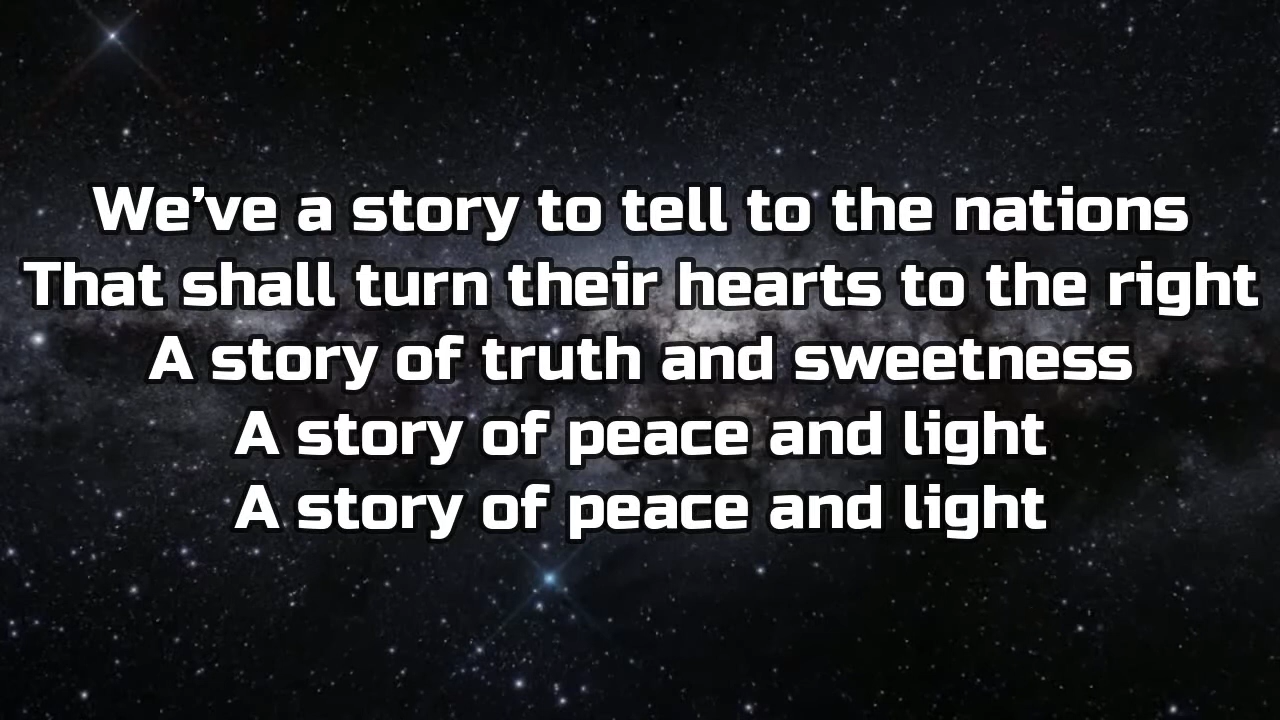 We’ve a story to tell to the nations
That shall turn their hearts to the right
A story of truth and sweetness
A story of peace and light
A story of peace and light